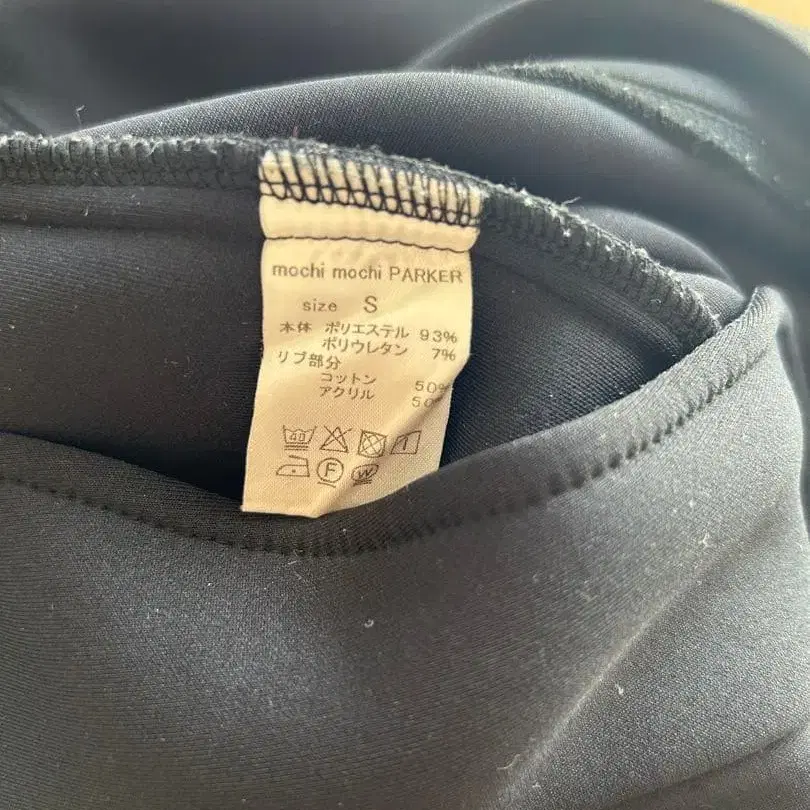 mochi mochi PARKER
size S
本体 ポリエステル 93%
ポリウレタン 7%
リブ部分
コットン 50%
アクリル 50%
40
F
W